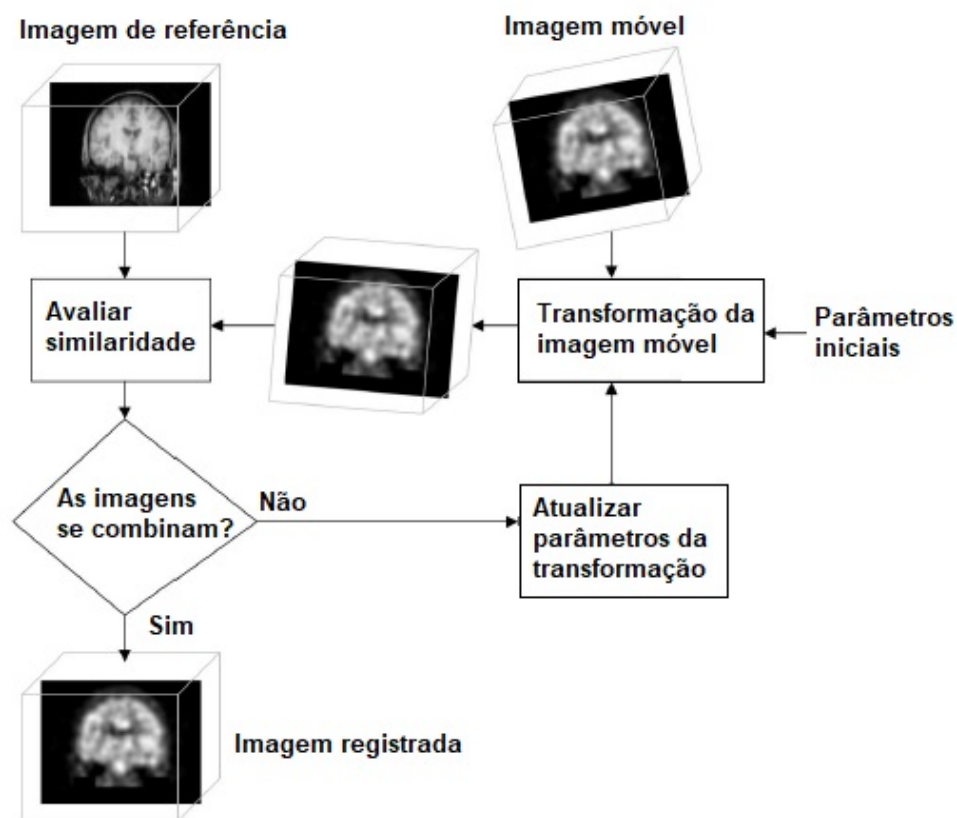 Imagem de referência
Imagem móvel
Avaliar
similaridade
Transformação da
imagem móvel
Parâmetros
iniciais
As imagens
se combinam?
Não
Atualizar
parâmetros da
transformação
Sim
Imagem registrada